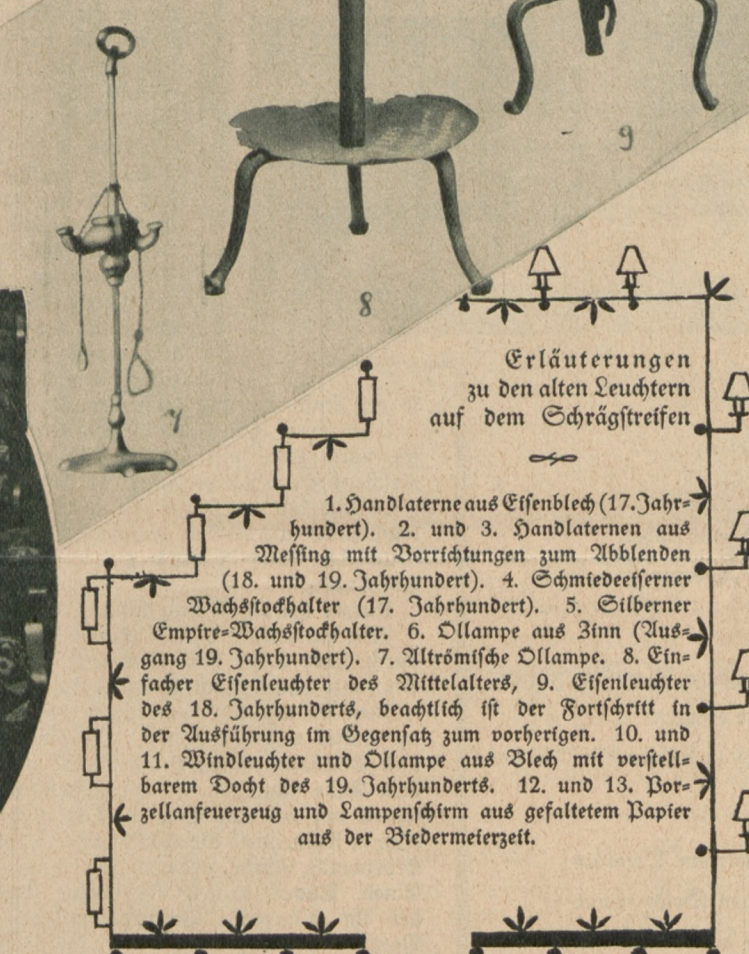 9
8
7
Erläuterungen
zu den alten Leuchtern
auf dem Schrägstreifen
1. Handlaterne aus Eisenblech (17. Jahr-
hundert). 2. und 3. Handlaternen aus
Messing mit Vorrichtungen zum Abblenden
(18. und 19. Jahrhundert). 4. Schmiedeeiserner
Wachsstockhalter (17. Jahrhundert). 5. Silberner
Empire-Wachsstockhalter. 6. Öllampe aus Zinn (Aus-
gang 19. Jahrhundert). 7. Altrömische Öllampe. 8. Ein-
facher Eisenleuchter des Mittelalters, 9. Eisenleuchter
des 18. Jahrhunderts, beachtlich ist der Fortschritt in
der Ausführung im Gegensatz zum vorherigen. 10. und
11. Windleuchter und Öllampe aus Blech mit verstell-
barem Docht des 19. Jahrhunderts. 12. und 13. Por-
zellanfeuerzeug und Lampenschirm aus gefaltetem Papier
aus der Biedermeierzeit.